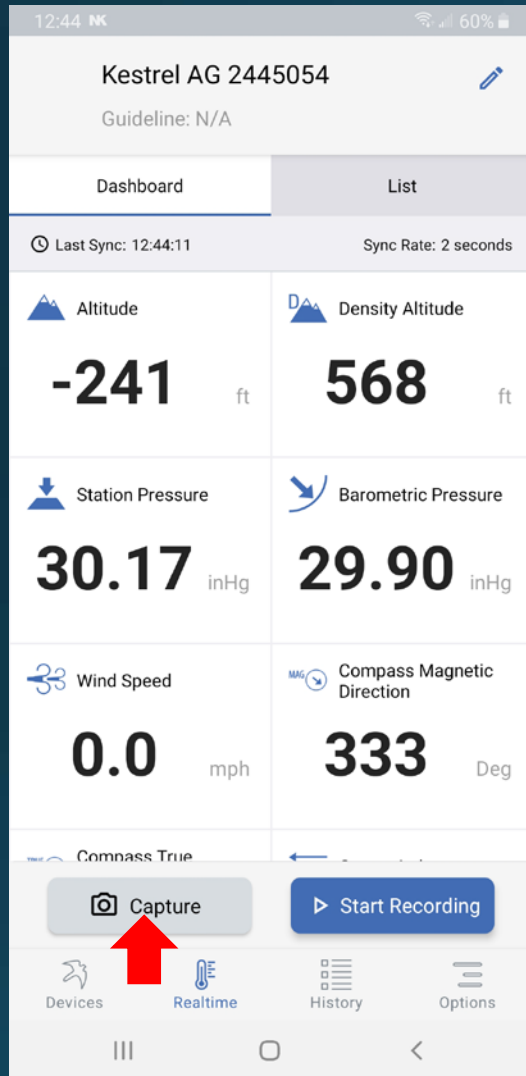 12:44 NK 60%
Kestrel AG 2445054
Guideline: N/A
Dashboard List
Last Sync: 12:44:11 Sync Rate: 2 seconds
Altitude D Density Altitude
-241 ft 568 ft
Station Pressure Barometric Pressure
30.17 inHg 29.90 inHg
Wind Speed MAG Compass Magnetic
Direction
0.0 mph 333 Deg
Compass True
Capture Start Recording
Devices Realtime History Options